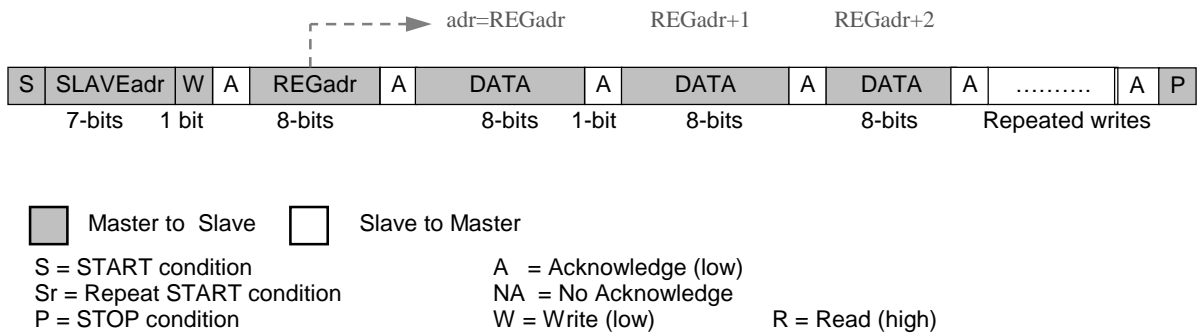 adr=REGadr REGadr+1 REGadr+2
S SLAVEadr W A REGadr A DATA A DATA A DATA A .......... A P
7-bits 1 bit 8-bits 8-bits 1-bit 8-bits 8-bits Repeated writes
Master to Slave Slave to Master
S = START condition A = Acknowledge (low)
Sr = Repeat START condition NA = No Acknowledge
P = STOP condition W = Write (low) R = Read (high)